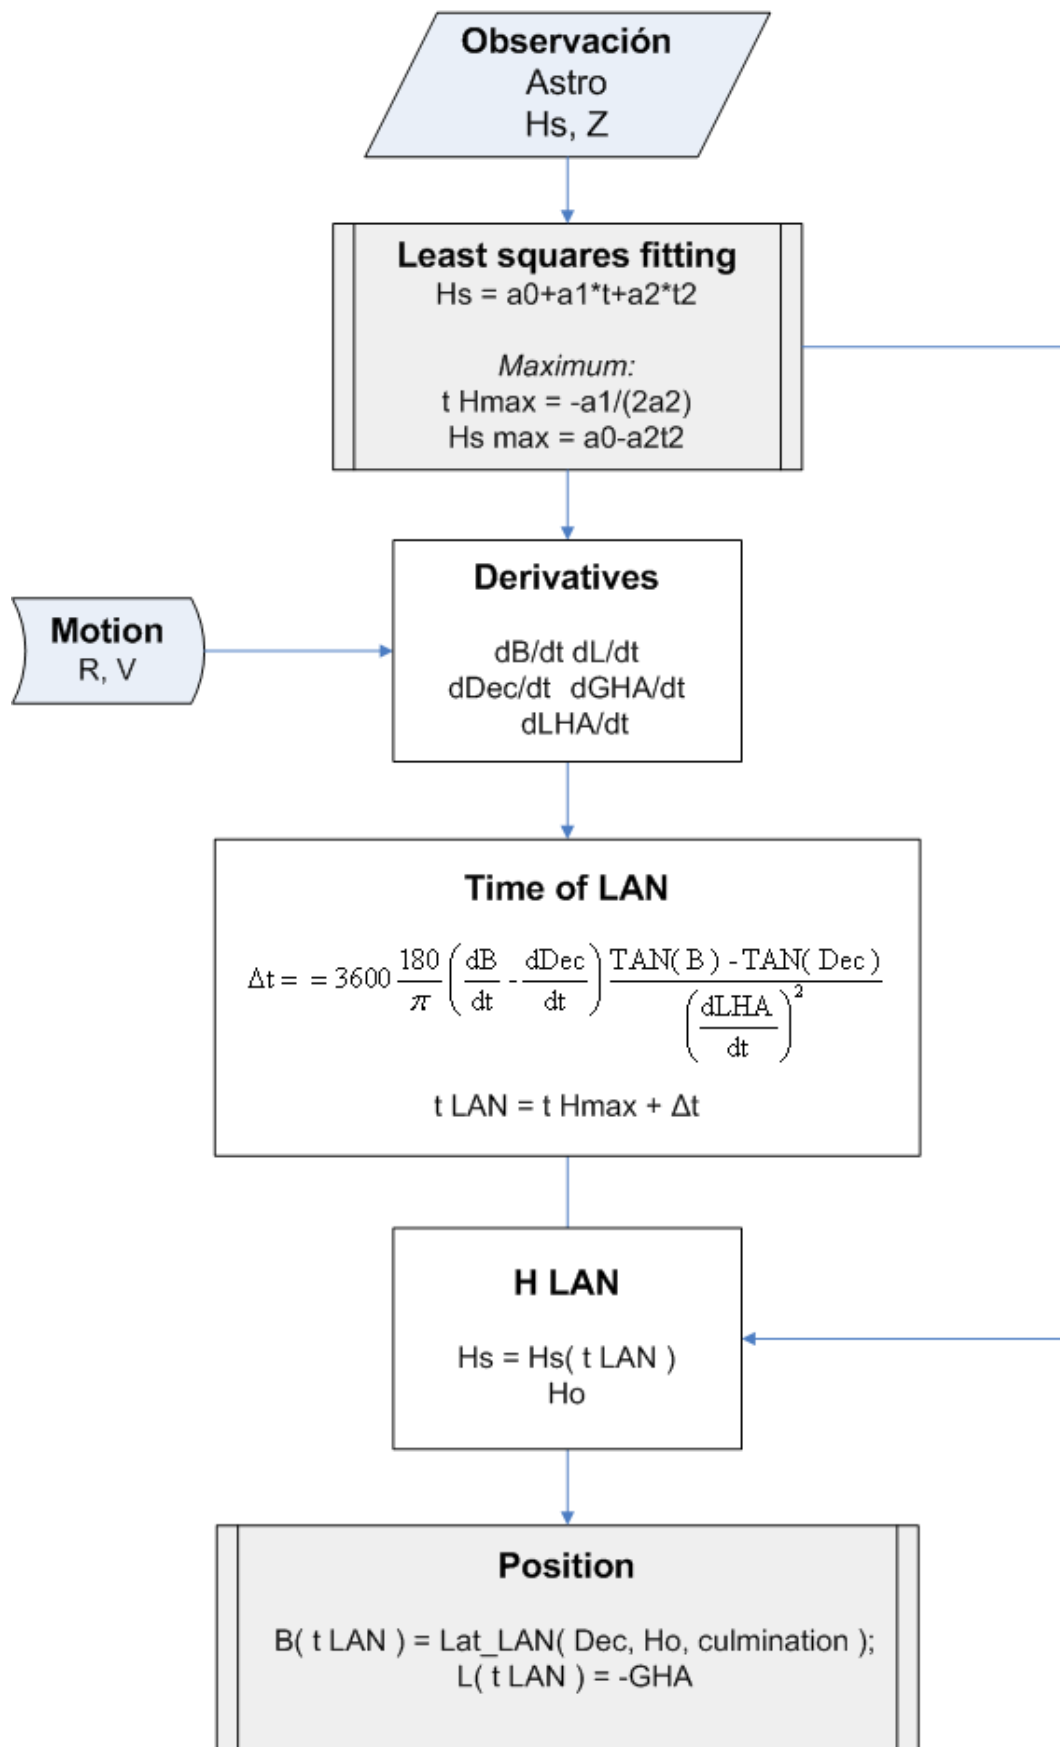 Observación
Astro
Hs, Z
Least squares fitting
Hs = a0+a1*t+a2*t2
Maximum:
t Hmax = -a1/(2a2)
Hs max = a0-a2t2
Derivatives
Motion
R, V
dB/dt dL/dt
dDec/dt dGHA/dt
dLHA/dt
Time of LAN
Δt = = 3600 180/π (dB/dt - dDec/dt) TAN( B ) - TAN( Dec ) / (dLHA/dt)²
t LAN = t Hmax + Δt
H LAN
Hs = Hs( t LAN )
Ho
Position
B( t LAN ) = Lat_LAN( Dec, Ho, culmination );
L( t LAN ) = -GHA